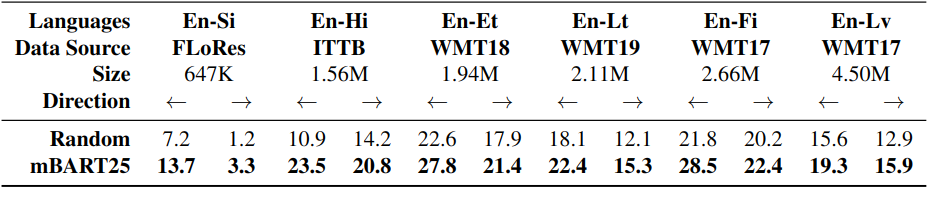 Languages En-Si En-Hi En-Et En-Lt En-Fi En-Lv
Data Source FLoRes ITTB WMT18 WMT19 WMT17 WMT17
Size 647K 1.56M 1.94M 2.11M 2.66M 4.50M
Direction ← → ← → ← → ← → ← → ← →
Random 7.2 1.2 10.9 14.2 22.6 17.9 18.1 12.1 21.8 20.2 15.6 12.9
mBART25 13.7 3.3 23.5 20.8 27.8 21.4 22.4 15.3 28.5 22.4 19.3 15.9